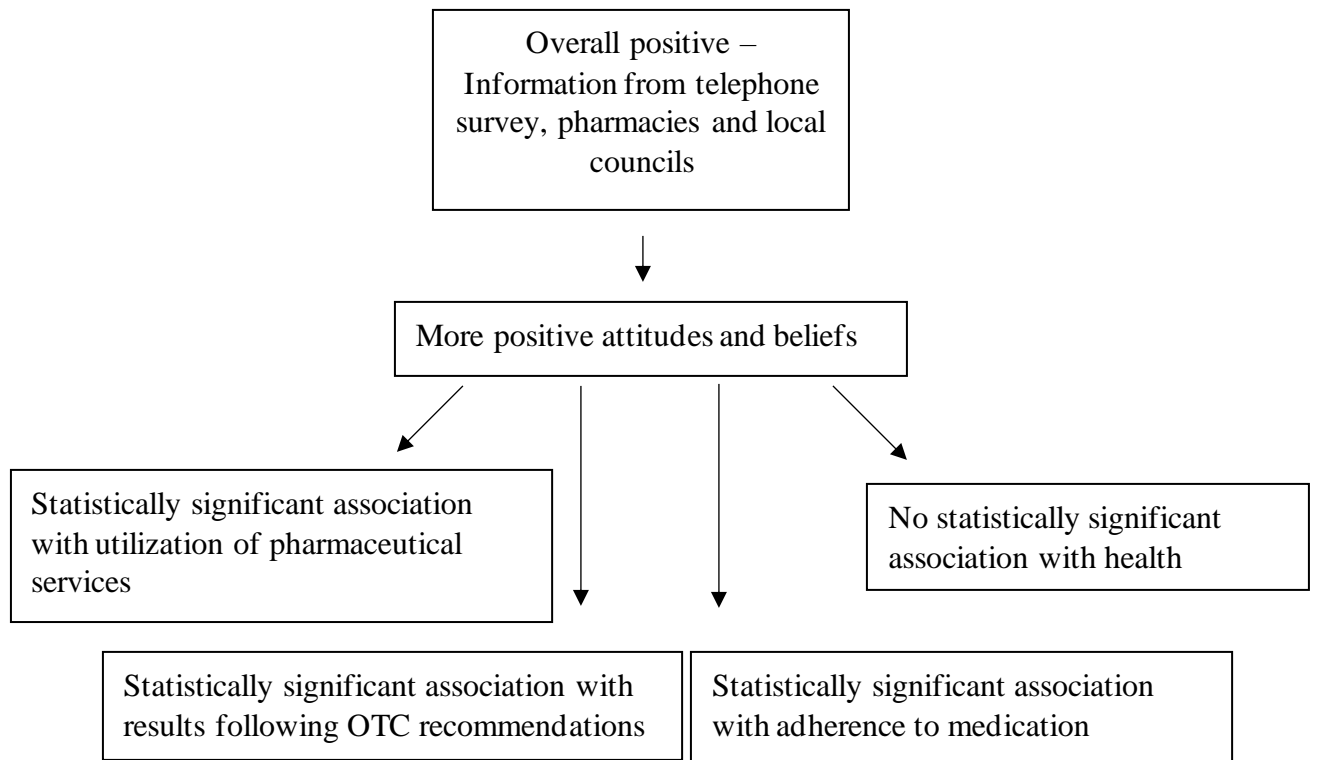 Overall positive –
Information from telephone
survey, pharmacies and local
councils
More positive attitudes and beliefs
Statistically significant association
with utilization of pharmaceutical
services
No statistically significant
association with health
Statistically significant association with
results following OTC recommendations
Statistically significant association
with adherence to medication